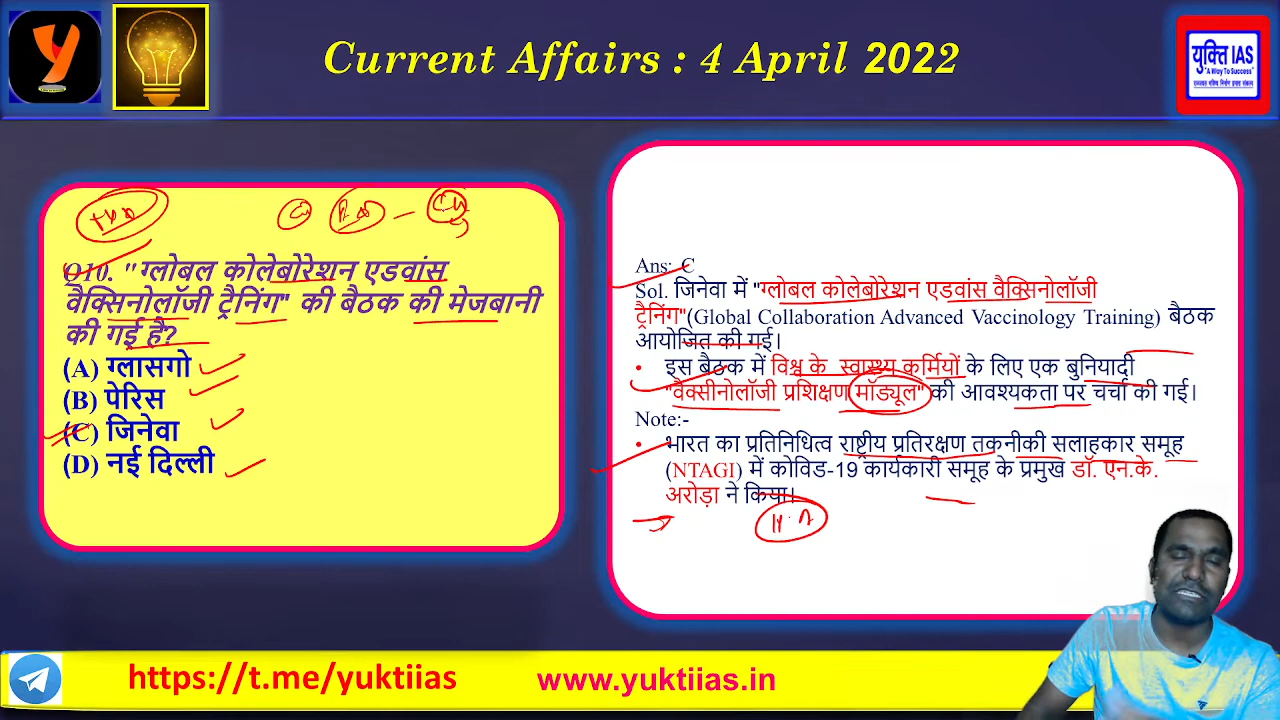 Current Affairs : 4 April 2022
युक्ति IAS
"A Way To Success"
Q10. "ग्लोबल कोलेबोरेशन एडवांस
वैक्सिनोलॉजी ट्रैनिंग" की बैठक की मेजबानी
की गई है?
(A) ग्लासगो
(B) पेरिस
(C) जिनेवा
(D) नई दिल्ली
Ans: C
Sol. जिनेवा में "ग्लोबल कोलेबोरेशन एडवांस वैक्सिनोलॉजी
ट्रैनिंग"(Global Collaboration Advanced Vaccinology Training) बैठक
आयोजित की गई।
• इस बैठक में विश्व के स्वास्थ्य कर्मियों के लिए एक बुनियादी
"वैक्सीनोलॉजी प्रशिक्षण मॉड्यूल" की आवश्यकता पर चर्चा की गई।
Note:-
• भारत का प्रतिनिधित्व राष्ट्रीय प्रतिरक्षण तकनीकी सलाहकार समूह
(NTAGI) में कोविड-19 कार्यकारी समूह के प्रमुख डॉ. एन.के.
अरोड़ा ने किया।
https://t.me/yuktiias
www.yuktiias.in